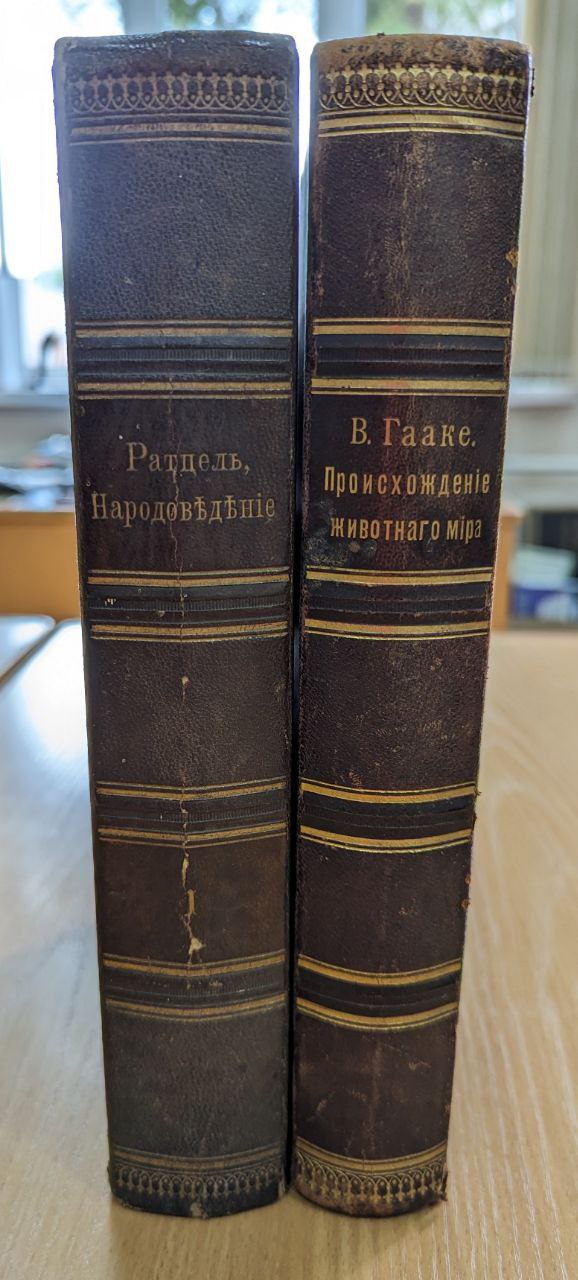 Ратцель,
Народовѣдѣніе
I
В. Гааке.
Происхожденіе
животнаго міра